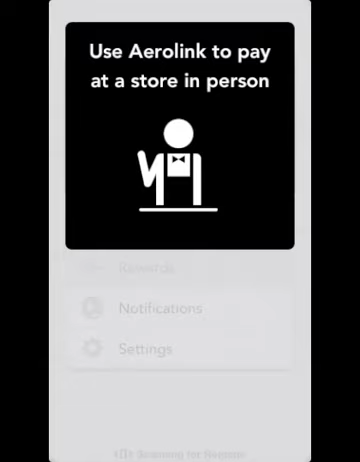 Use Aerolink to pay
at a store in person
Rewards
Notifications
Settings